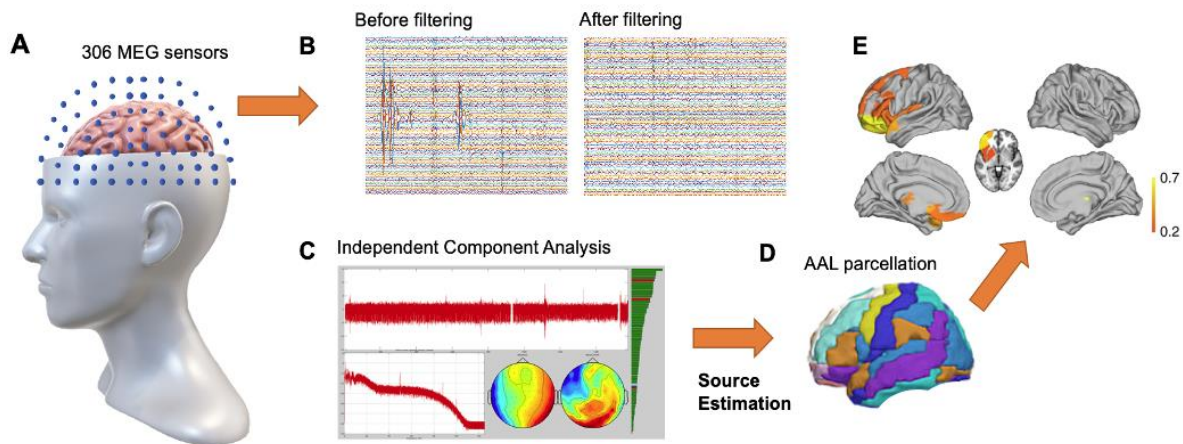 A
306 MEG sensors
B
Before filtering
After filtering
C
Independent Component Analysis
Source
Estimation
D
AAL parcellation
E
0.7
0.2